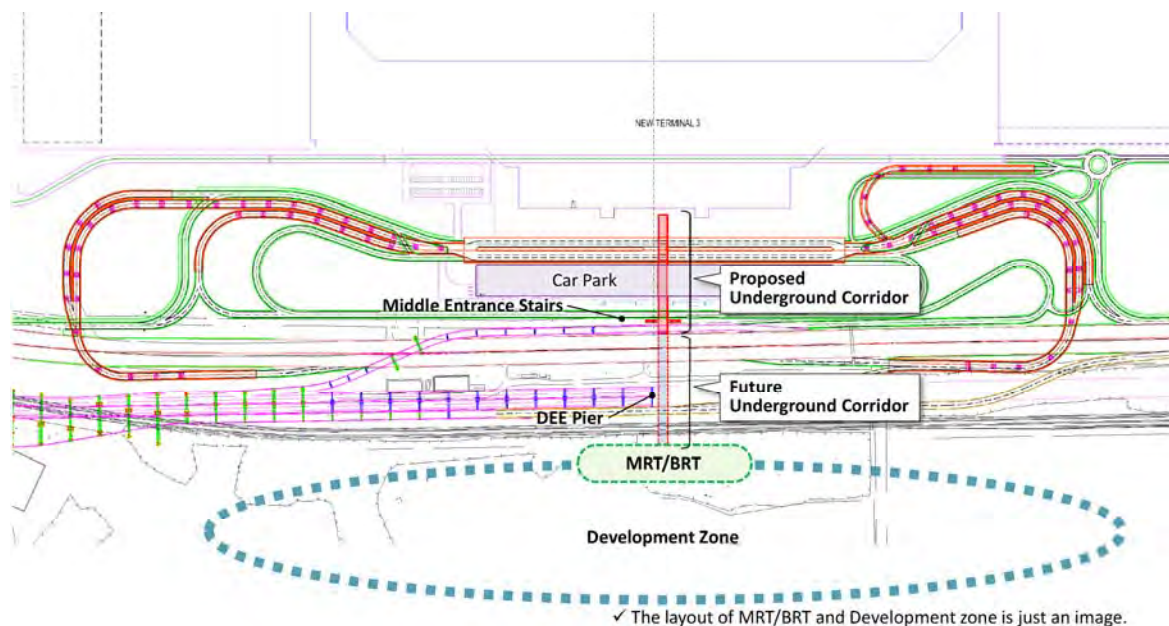 NEW TERMINAL 3
Car Park
Proposed
Underground Corridor
Middle Entrance Stairs
Future
Underground Corridor
DEE Pier
MRT/BRT
Development Zone
✓ The layout of MRT/BRT and Development zone is just an image.